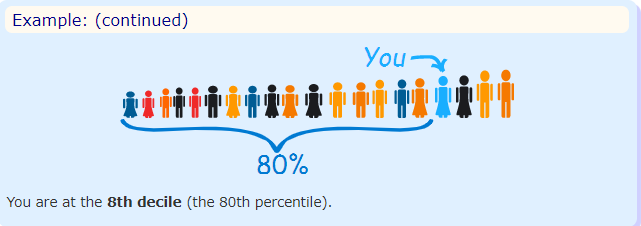 Example: (continued)
You
80%
You are at the 8th decile (the 80th percentile).